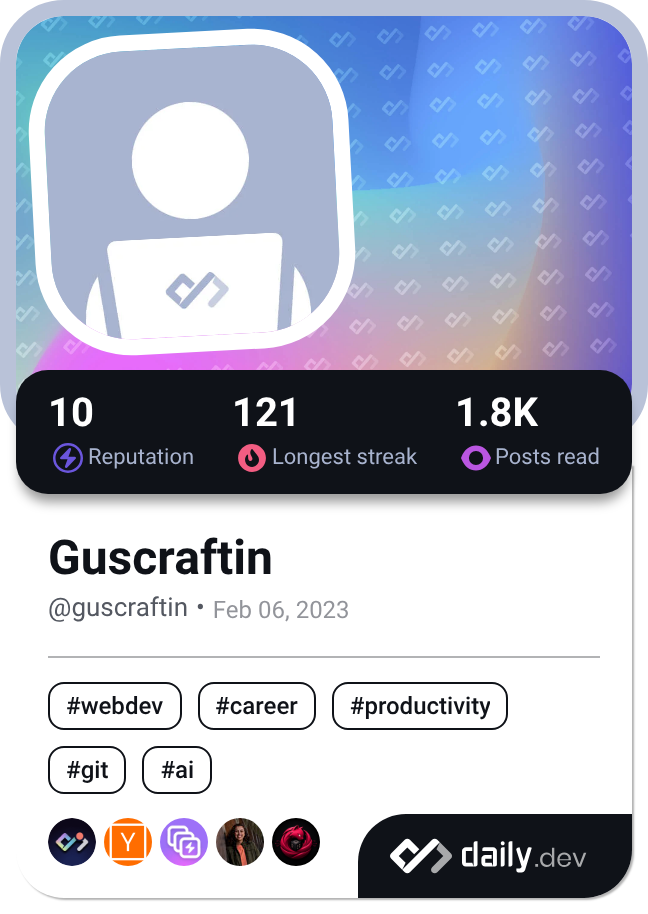 10 121 1.8K
Reputation Longest streak Posts read
Guscraftin
@guscraftin • Feb 06, 2023
#webdev #career #productivity
#git #ai
Y
daily.dev